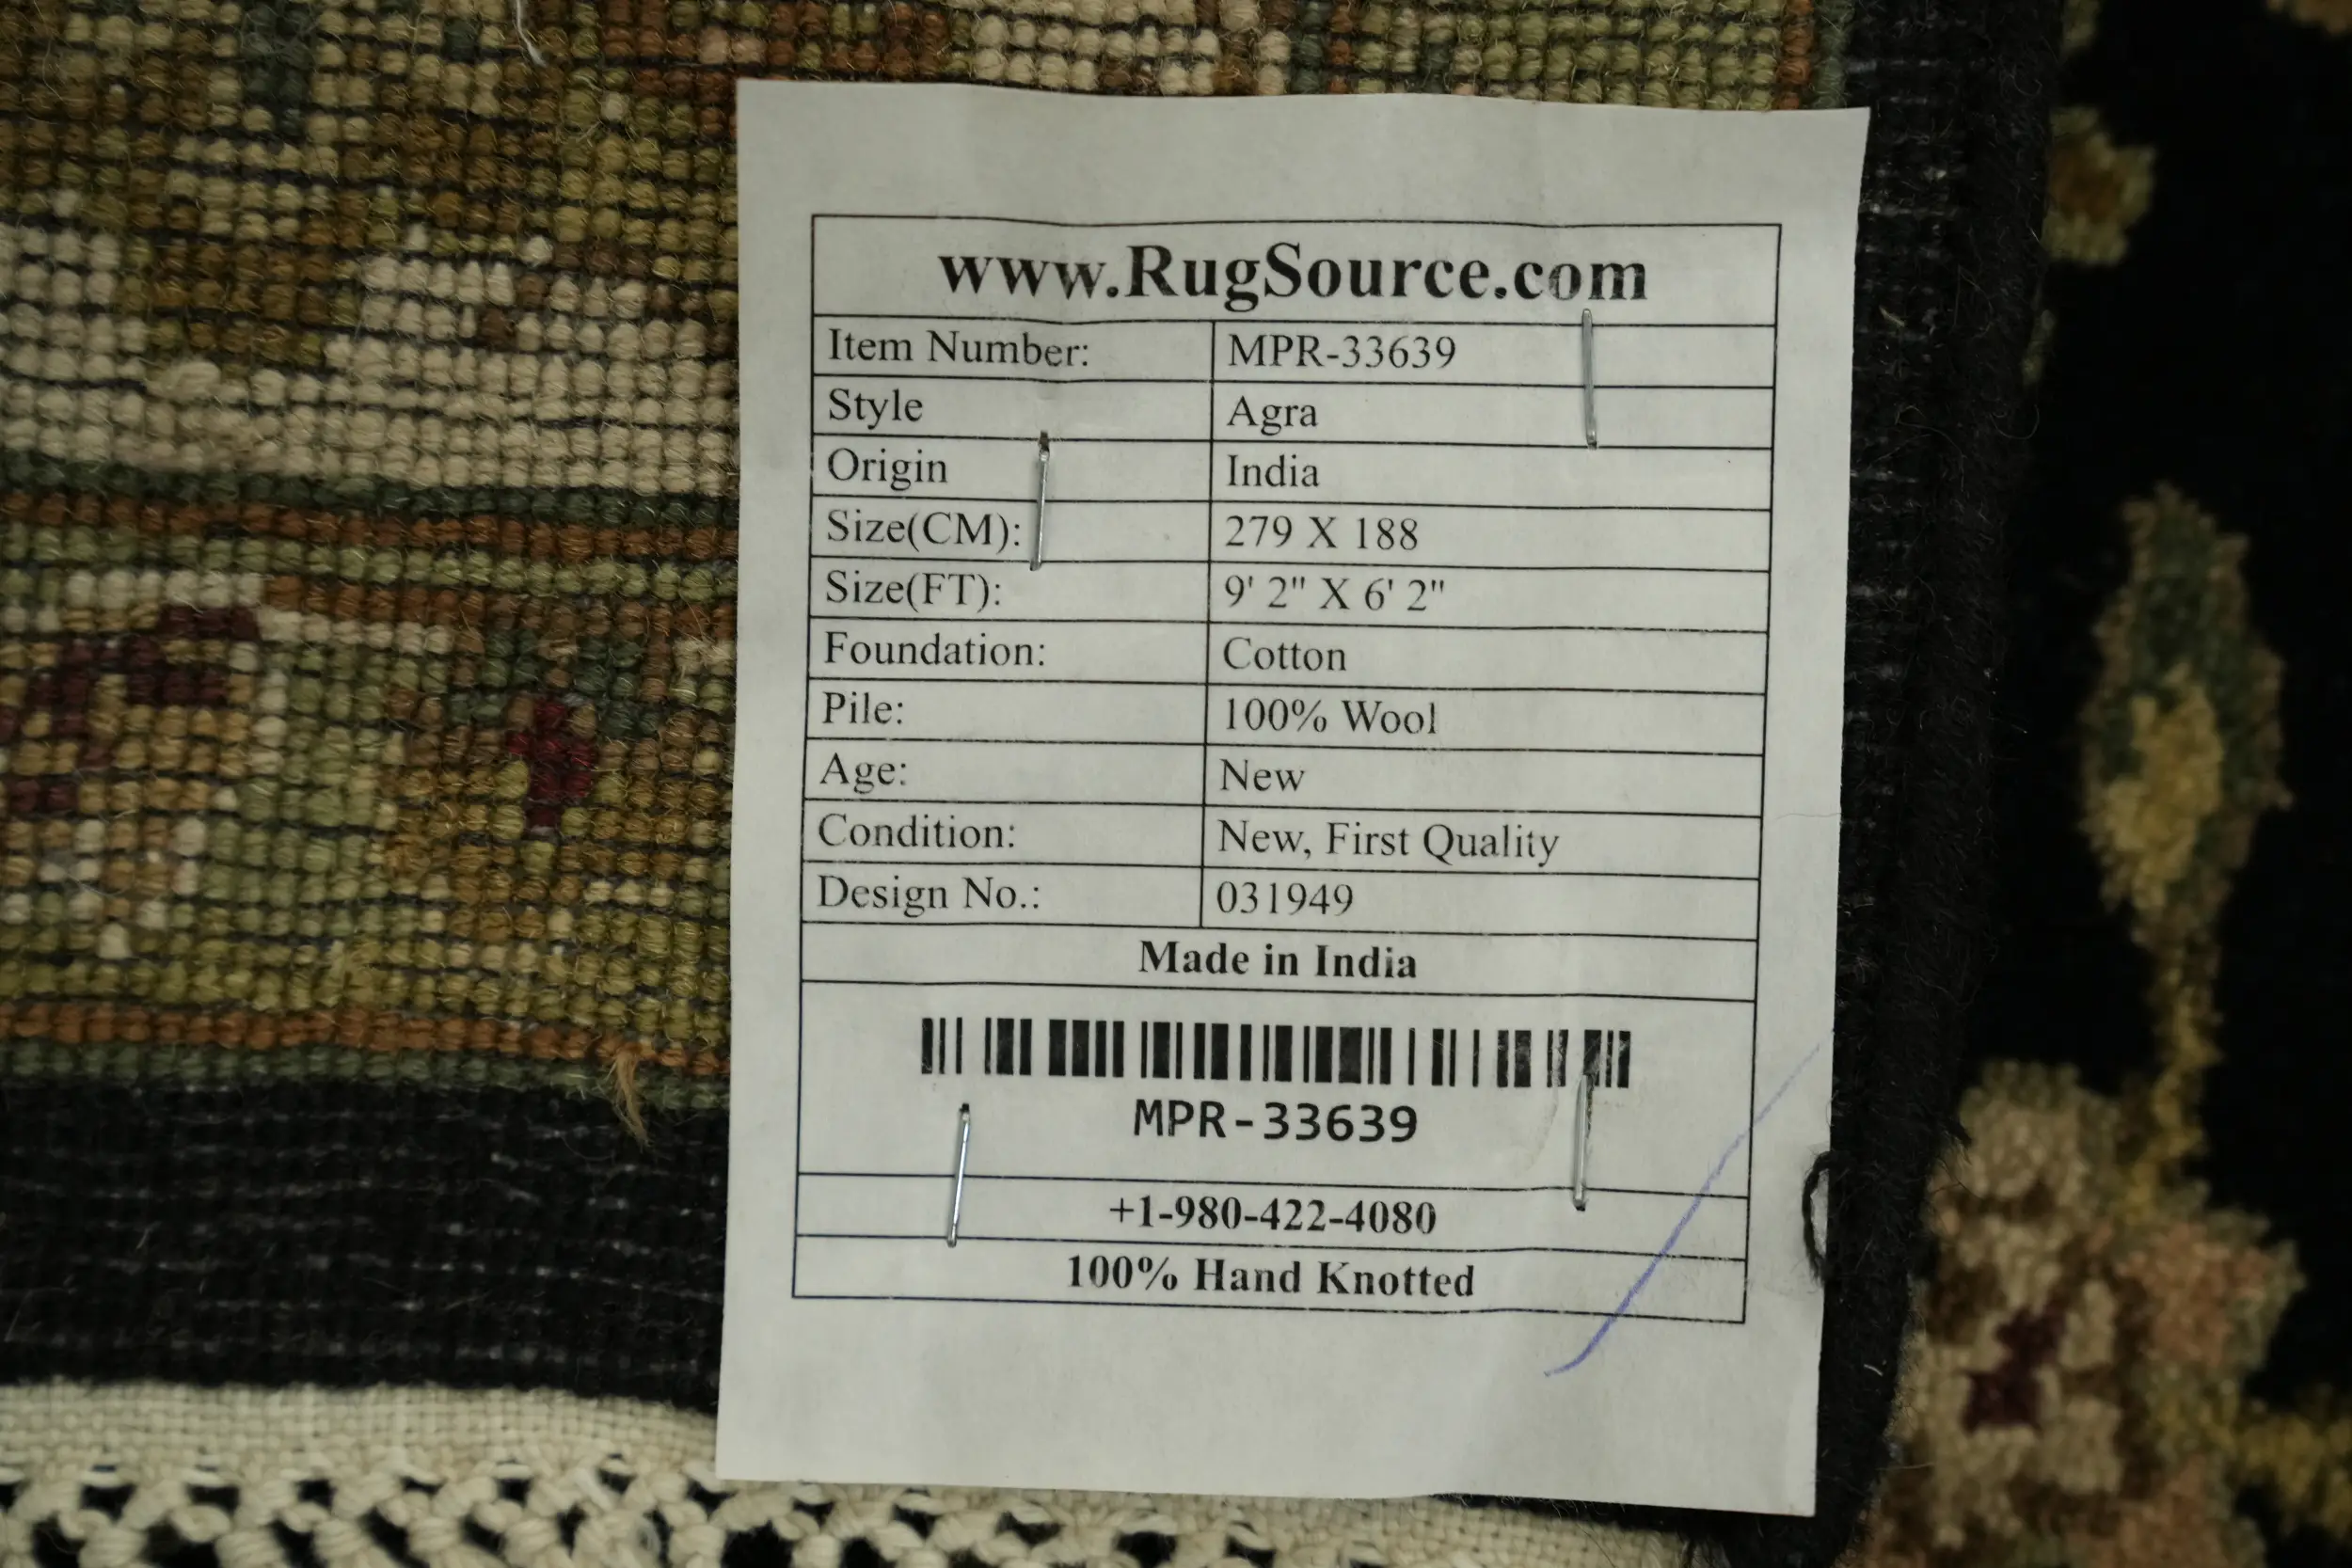 www.RugSource.com
Item Number: MPR-33639
Style Agra
Origin India
Size(CM): 279 X 188
Size(FT): 9' 2" X 6' 2"
Foundation: Cotton
Pile: 100% Wool
Age: New
Condition: New, First Quality
Design No.: 031949
Made in India
MPR-33639
+1-980-422-4080
100% Hand Knotted